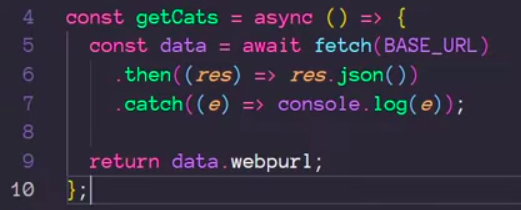 4 const getCats = async () => {
5 const data = await fetch(BASE_URL)
6 .then((res) => res.json())
7 .catch((e) => console.log(e));
8
9 return data.webpurl;
10 };